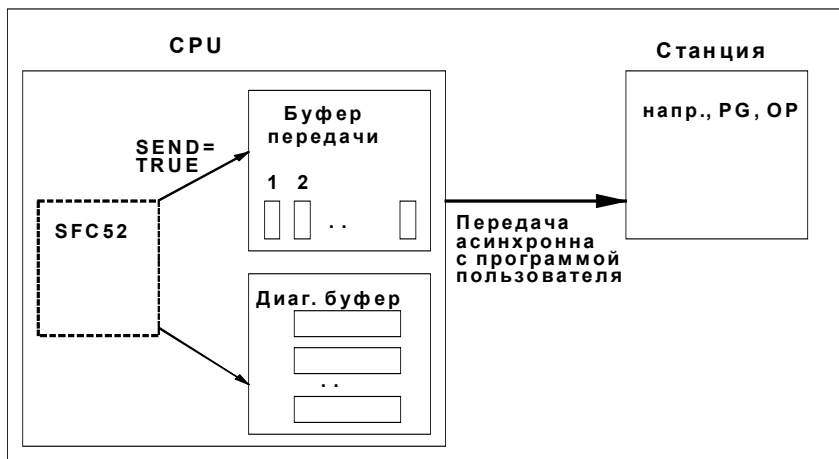 CPU
Станция
Буфер
передачи
напр., PG, OP
SEND=
TRUE
1 2
. .
SFC52
Передача
асинхронна
с программой
пользователя
Диаг. буфер
. .